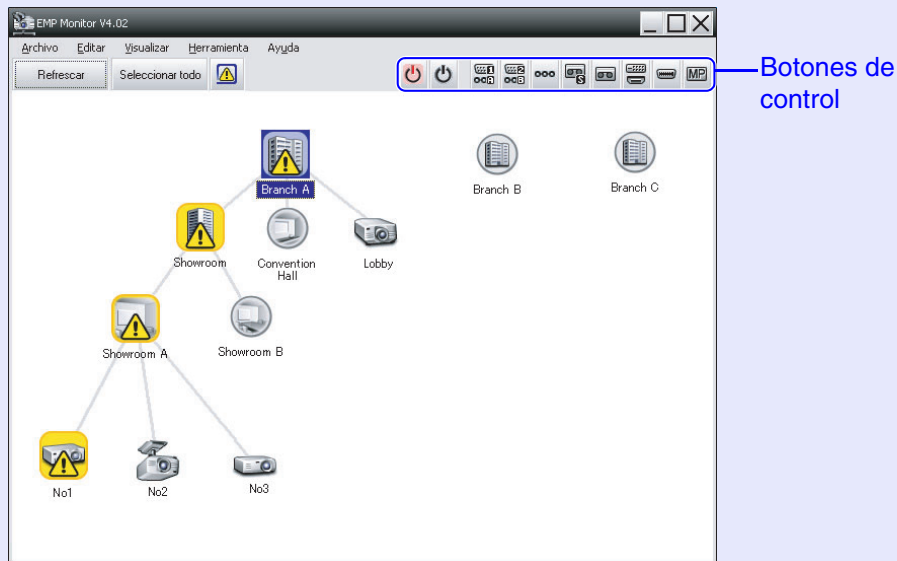 EMP Monitor V4.02
Archivo Editar Visualizar Herramienta Ayuda
Refrescar Seleccionar todo
MP
Botones de
control
Branch A
Branch B
Branch C
Showroom
Convention
Hall
Lobby
Showroom A
Showroom B
No1
No2
No3